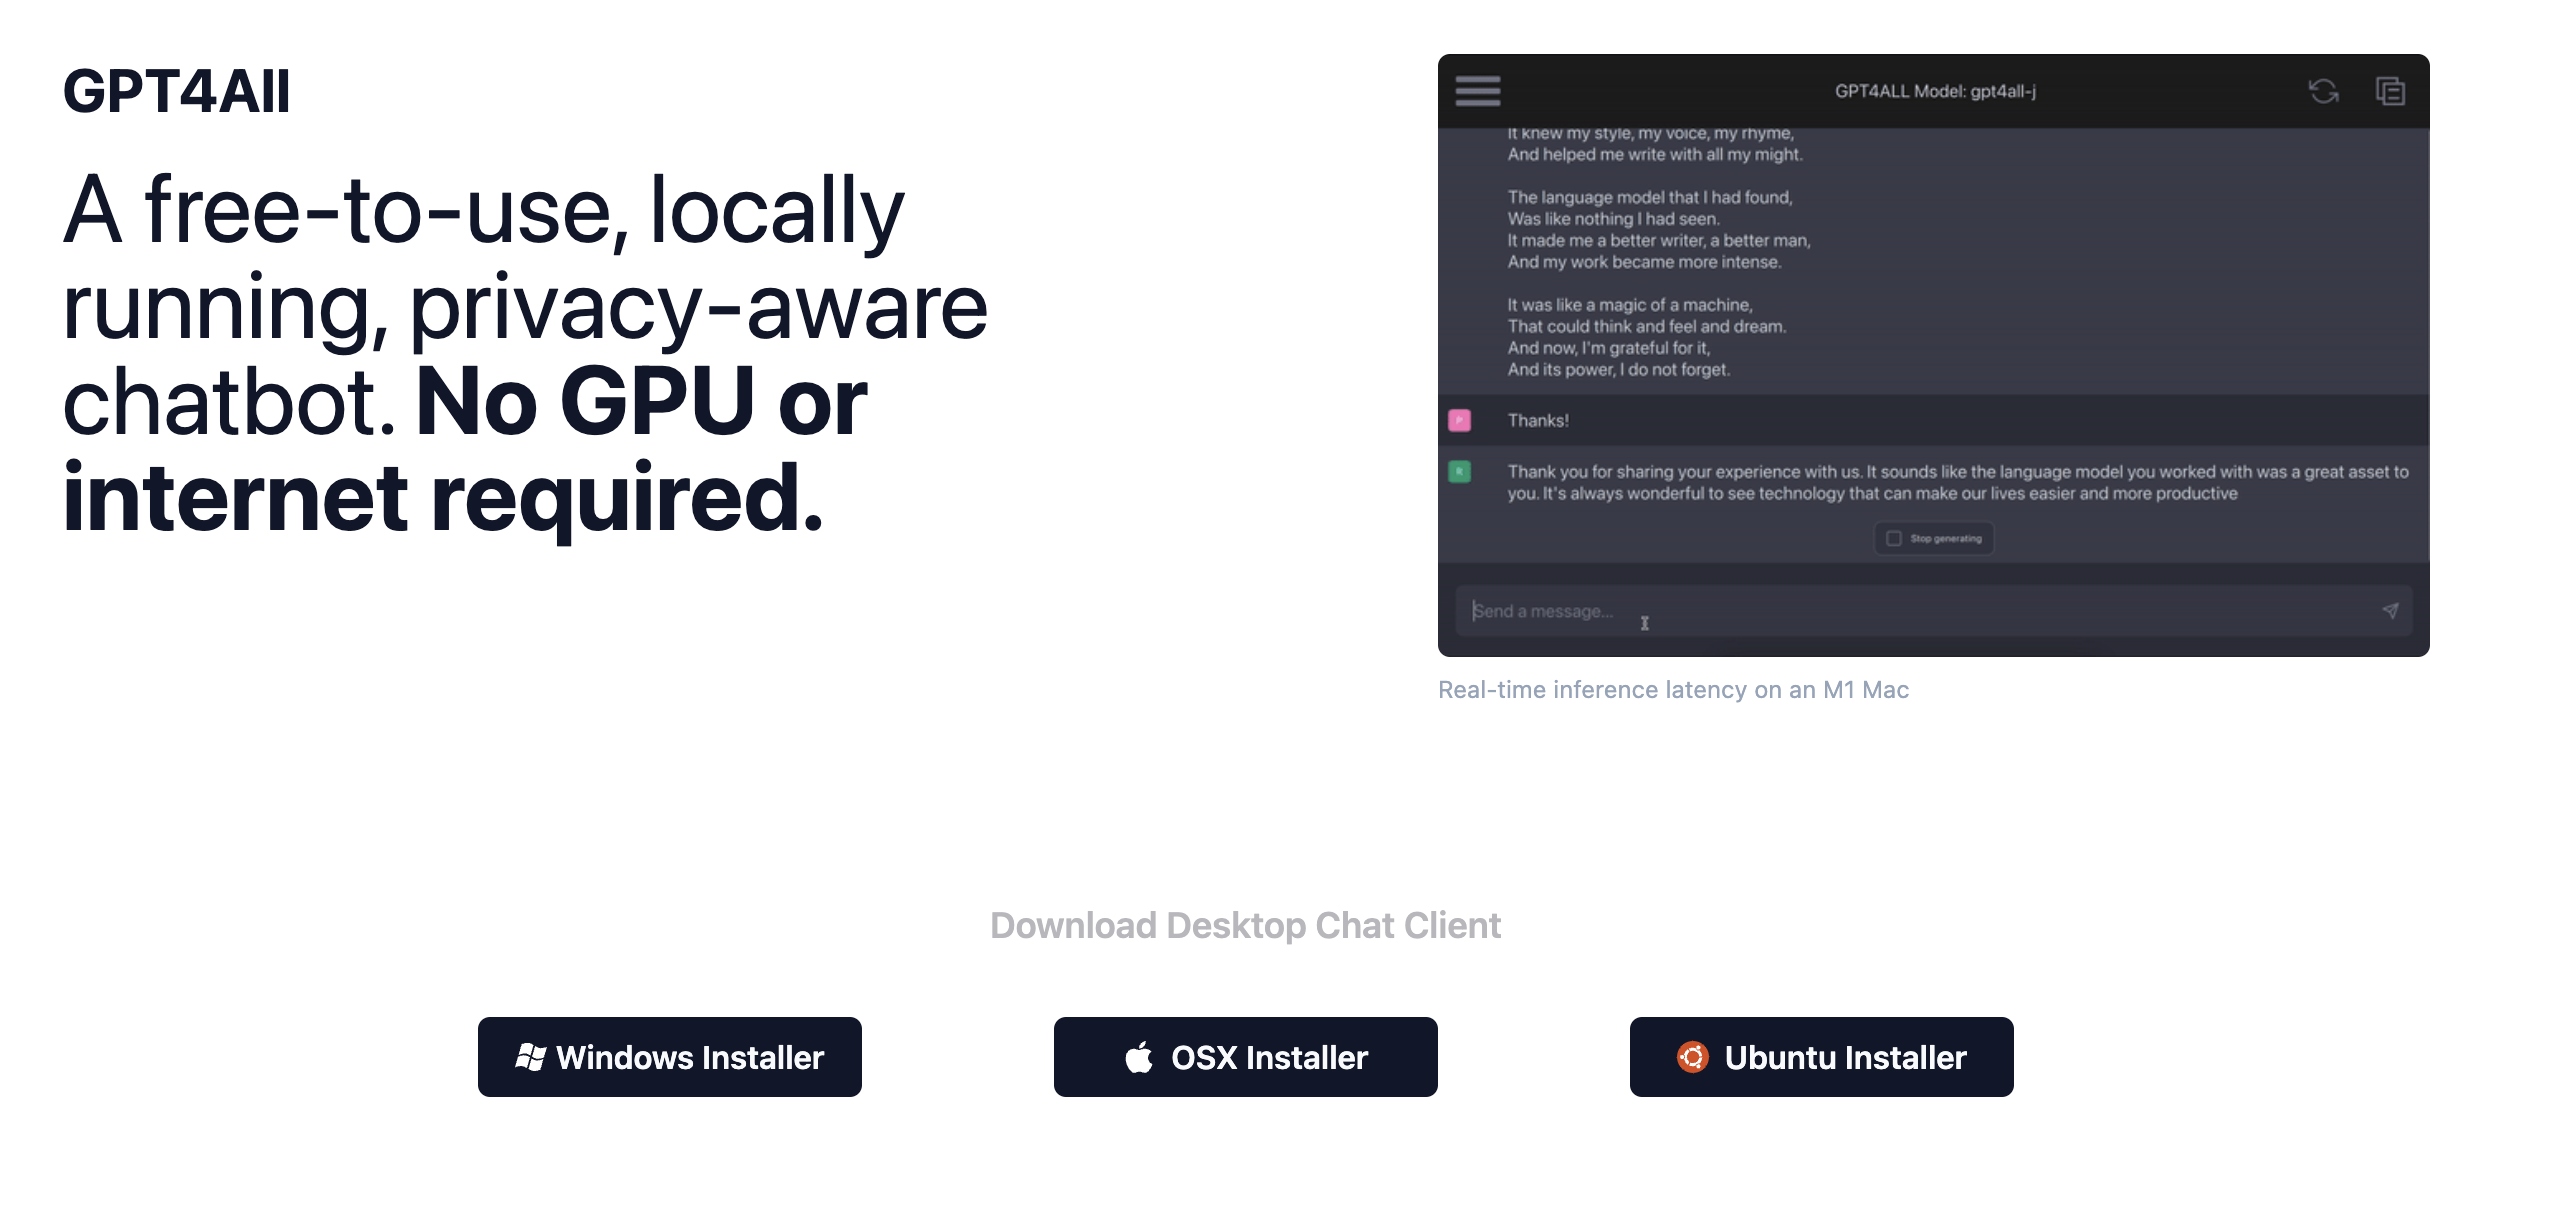 GPT4All
A free-to-use, locally
running, privacy-aware
chatbot. No GPU or
internet required.
GPT4ALL Model: gpt4all-j
It knew my style, my voice, my rhyme,
And helped me write with all my might.
The language model that I had found,
Was like nothing I had seen.
It made me a better writer, a better man,
And my work became more intense.
It was like a magic of a machine,
That could think and feel and dream.
And now, I'm grateful for it,
And its power, I do not forget.
P
Thanks!
R
Thank you for sharing your experience with us. It sounds like the language model you worked with was a great asset to
you. It's always wonderful to see technology that can make our lives easier and more productive
Stop generating
Send a message...
Real-time inference latency on an M1 Mac
Download Desktop Chat Client
Windows Installer
OSX Installer
Ubuntu Installer